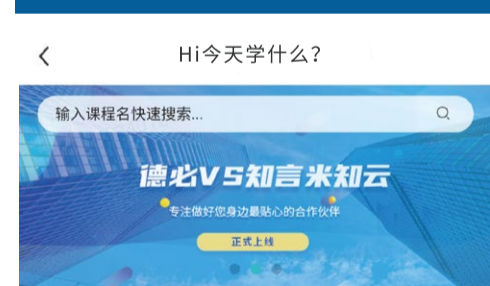 Hi今天学什么?
输入课程名快速搜索...
德必VS知言米知云
专注做好您身边最贴心的合作伙伴
正式上线